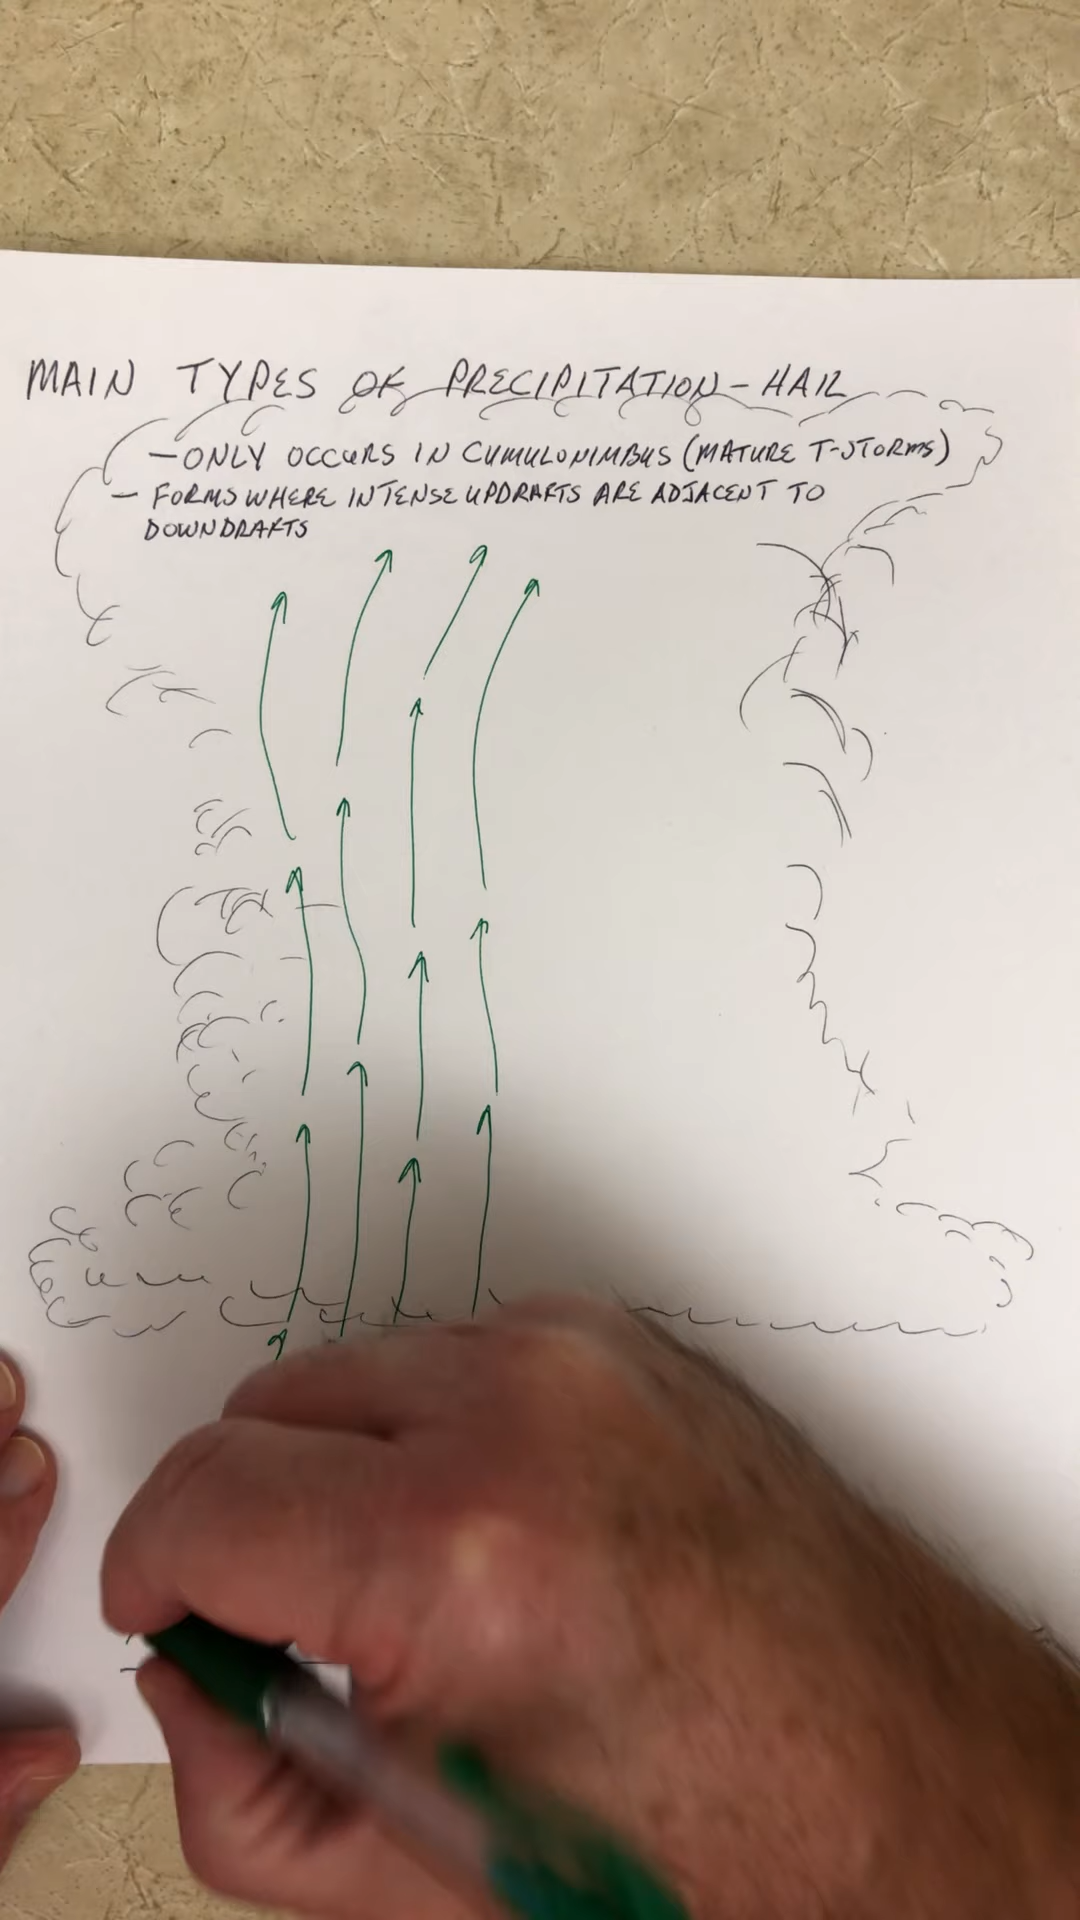 MAIN TYPES OF PRECIPITATION - HAIL
- ONLY OCCURS IN CUMULONIMBUS (MATURE T-STORMS)
- FORMS WHERE INTENSE UPDRAFTS ARE ADJACENT TO
DOWNDRAFTS